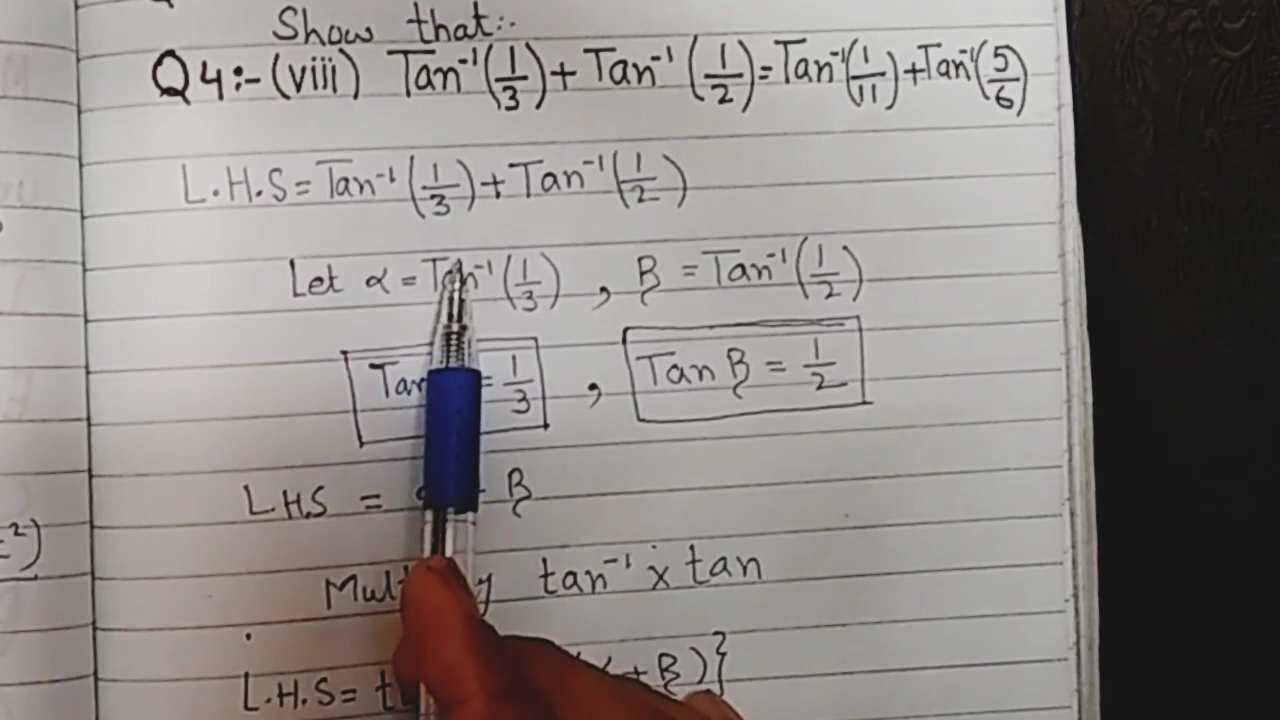 Show that:-
Q4:- (viii) Tan⁻¹(1/3) + Tan⁻¹(1/2) = Tan⁻¹(1/11) + Tan⁻¹(5/6)
L.H.S = Tan⁻¹(1/3) + Tan⁻¹(1/2)
Let α = Tan⁻¹(1/3) , β = Tan⁻¹(1/2)
= 1/3 , Tan β = 1/2
L.H.S = β
tan⁻¹ × tan
L.H.S = + β)}
²)